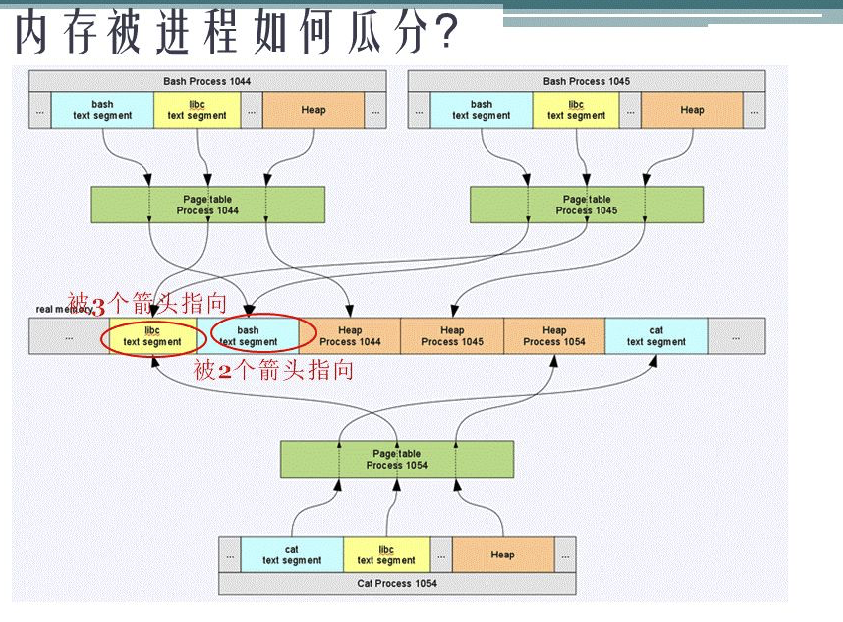 内存被进程如何瓜分?
Bash Process 1044
Bash Process 1045
... bash text segment libc text segment ... Heap ...
... bash text segment libc text segment ... Heap ...
Page table
Process 1044
Page table
Process 1045
被3个箭头指向
real memory
... libc text segment bash text segment Heap Process 1044 Heap Process 1045 Heap Process 1054 cat text segment ...
被2个箭头指向
Page table
Process 1054
... cat text segment libc text segment ... Heap ...
Cat Process 1054